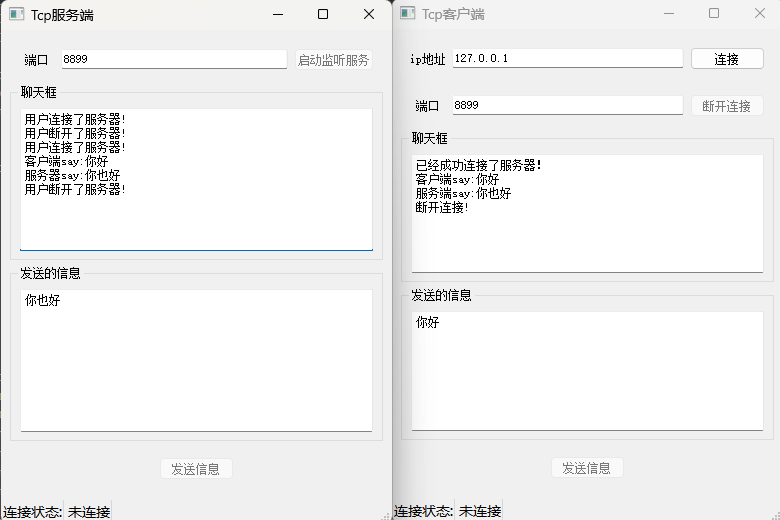 Tcp服务端
端口 8899 启动监听服务
聊天框
用户连接了服务器!
用户断开了服务器!
用户连接了服务器!
客户端say:你好
服务器say:你也好
用户断开了服务器!
发送的信息
你也好
发送信息
连接状态: 未连接
Tcp客户端
ip地址 127.0.0.1 连接
端口 8899 断开连接
聊天框
已经成功连接了服务器!
客户端say:你好
服务端say:你也好
断开连接!
发送的信息
你好
发送信息
连接状态: 未连接